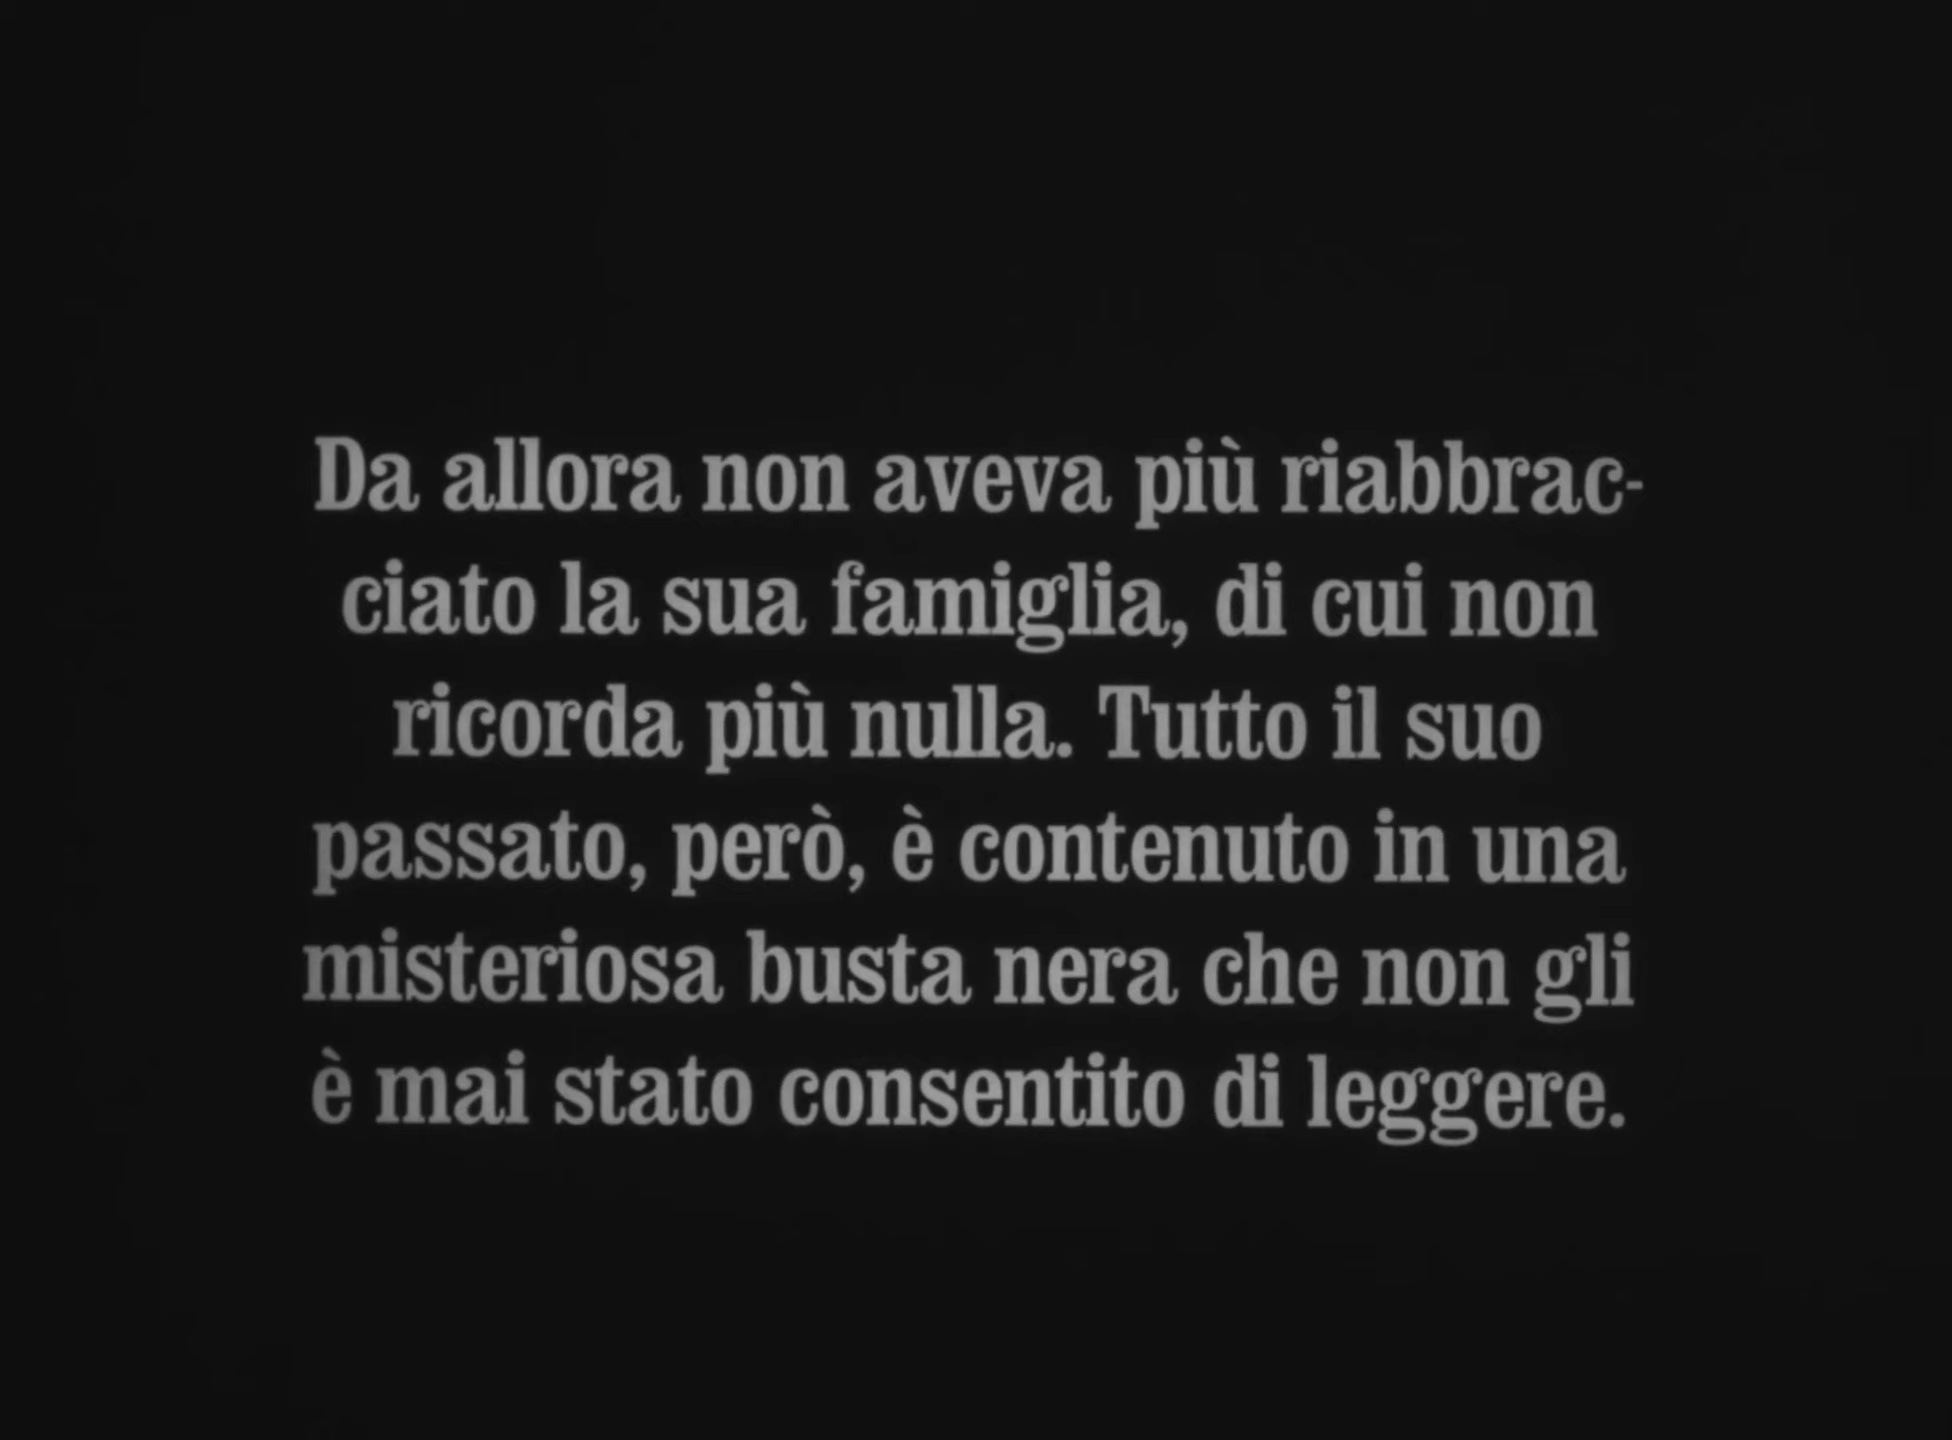 Da allora non aveva più riabbrac-
ciato la sua famiglia, di cui non
ricorda più nulla. Tutto il suo
passato, però, è contenuto in una
misteriosa busta nera che non gli
è mai stato consentito di leggere.